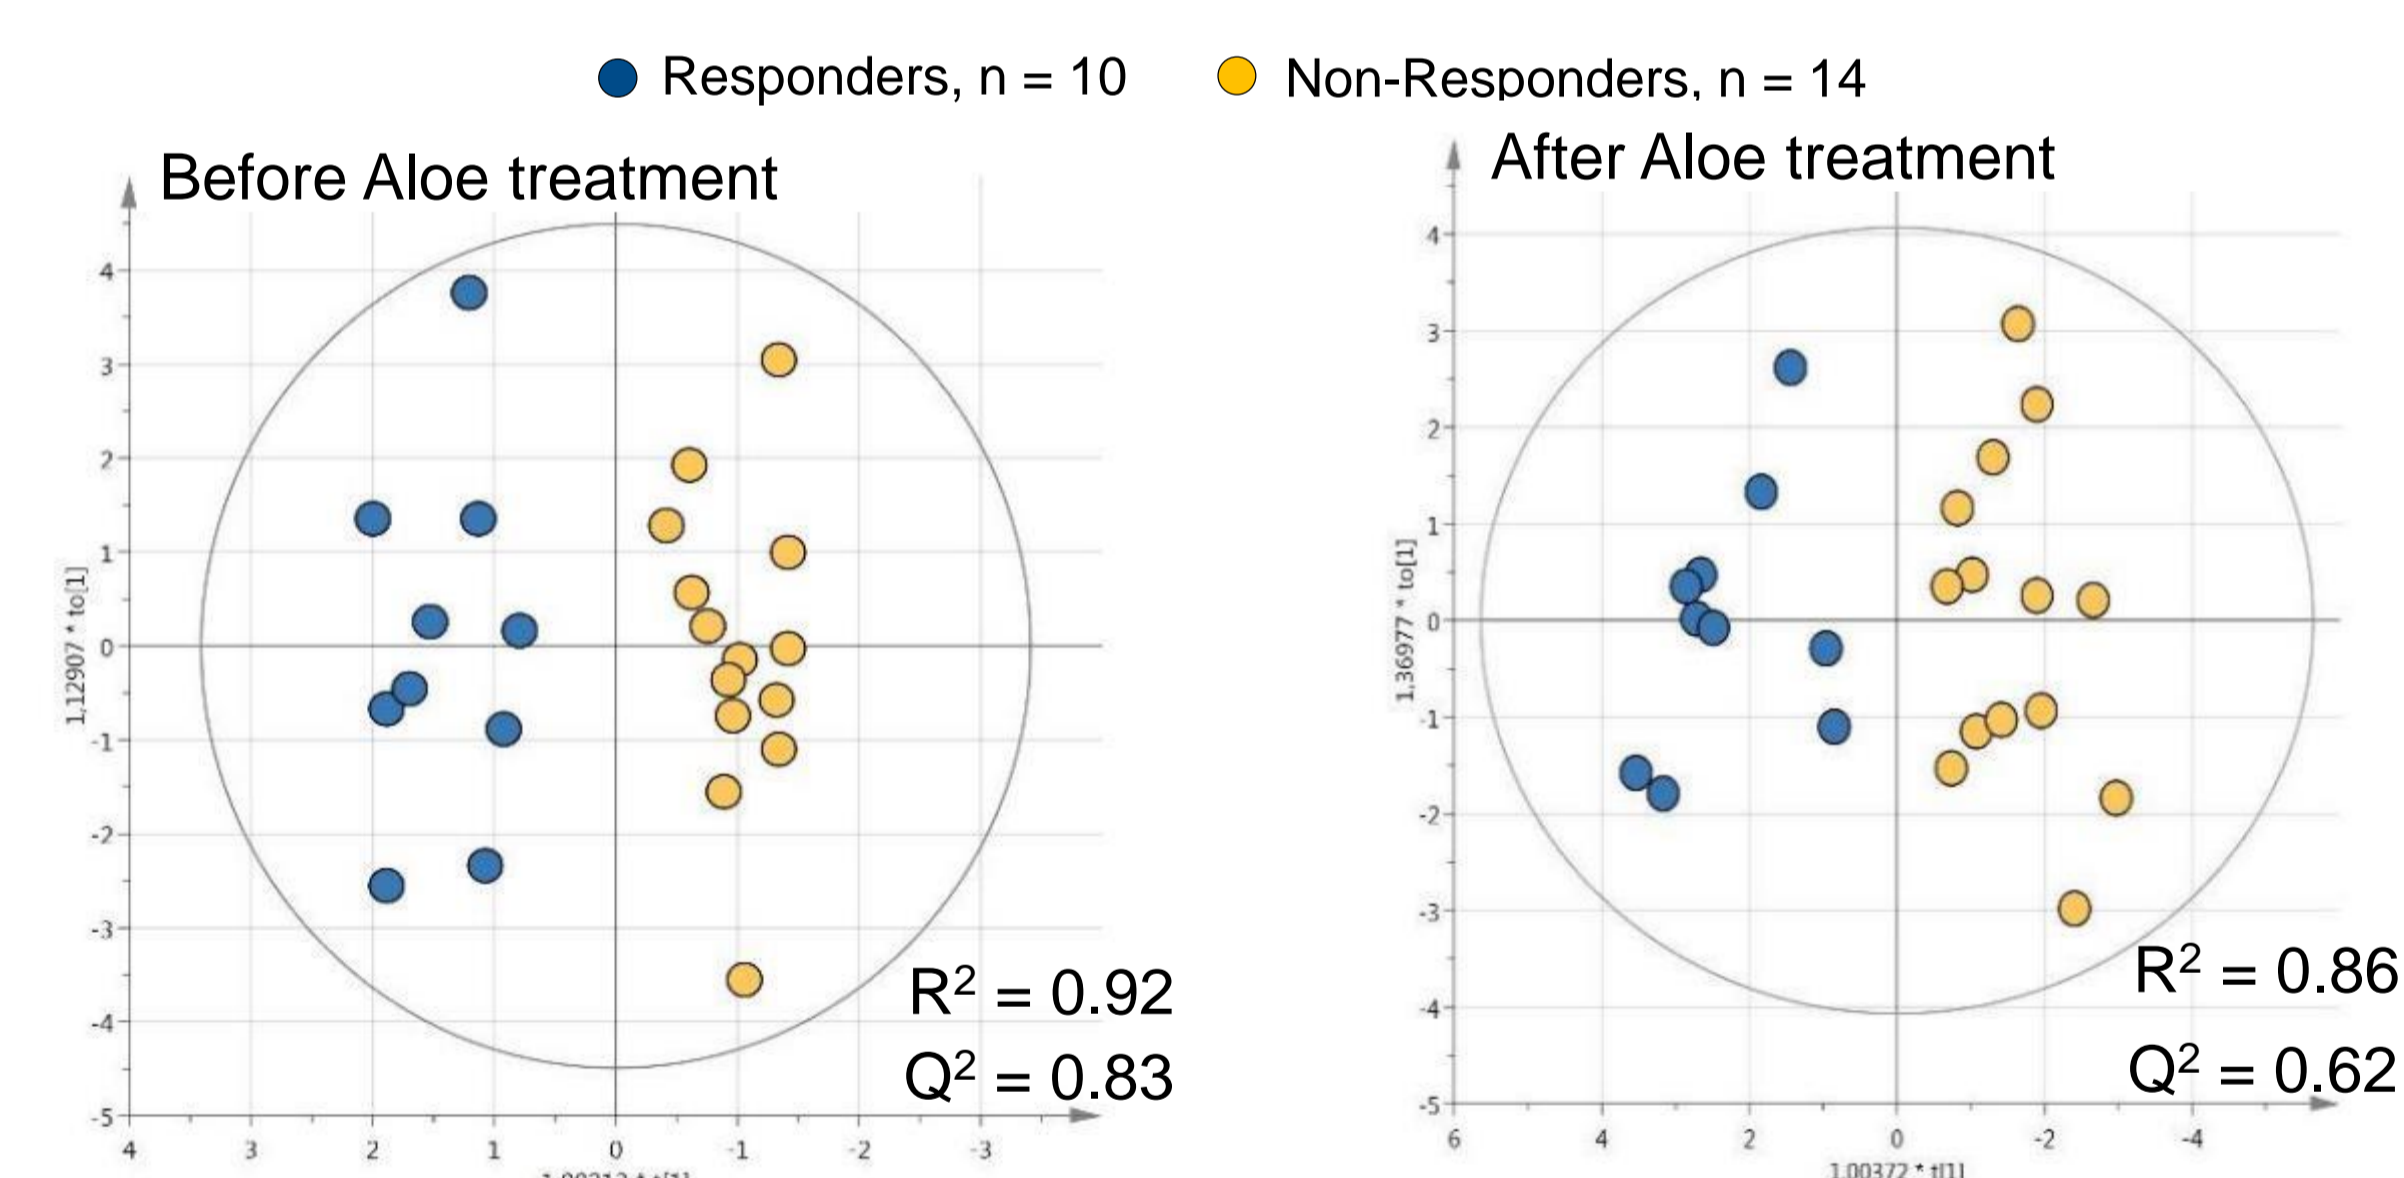 Responders, n = 10
Non-Responders, n = 14
Before Aloe treatment
4
3
2
1
0
-1
-2
-3
-4
-5
1,12907 * to[1]
4 3 2 1 0 -1 -2 -3
R² = 0.92
Q² = 0.83
After Aloe treatment
4
3
2
1
0
-1
-2
-3
-4
-5
1,36977 * to[1]
6 4 2 0 -2 -4
1,00372 * t[1]
R² = 0.86
Q² = 0.62